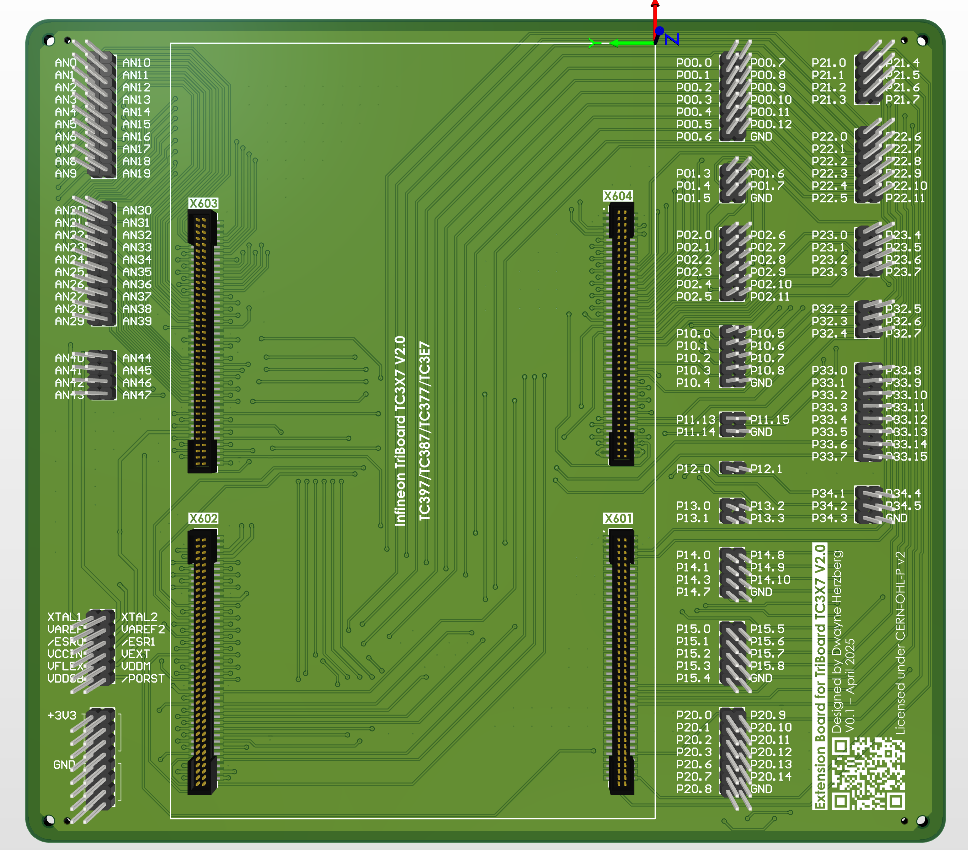 AN0 AN10
AN1 AN11
AN2 AN12
AN3 AN13
AN4 AN14
AN5 AN15
AN6 AN16
AN7 AN17
AN8 AN18
AN9 AN19
AN20 AN30
AN21 AN31
AN22 AN32
AN23 AN33
AN24 AN34
AN25 AN35
AN26 AN36
AN27 AN37
AN28 AN38
AN29 AN39
AN40 AN44
AN41 AN45
AN42 AN46
AN43 AN47
XTAL1 XTAL2
VAREF1 VAREF2
/ESR0 /ESR1
VCCIN VEXT
VFLEX VDDM
VDDSB /PORST
+3V3
GND
X603
X602
Infineon TriBoard TC3X7 V2.0
TC397/TC387/TC377/TC3E7
X604
X601
P00.0 P00.7
P00.1 P00.8
P00.2 P00.9
P00.3 P00.10
P00.4 P00.11
P00.5 P00.12
P00.6 GND
P01.3 P01.6
P01.4 P01.7
P01.5 GND
P02.0 P02.6
P02.1 P02.7
P02.2 P02.8
P02.3 P02.9
P02.4 P02.10
P02.5 P02.11
P10.0 P10.5
P10.1 P10.6
P10.2 P10.7
P10.3 P10.8
P10.4 GND
P11.13 P11.15
P11.14 GND
P12.0 P12.1
P13.0 P13.2
P13.1 P13.3
P14.0 P14.8
P14.1 P14.9
P14.3 P14.10
P14.7 GND
P15.0 P15.5
P15.1 P15.6
P15.2 P15.7
P15.3 P15.8
P15.4 GND
P20.0 P20.9
P20.1 P20.10
P20.2 P20.11
P20.3 P20.12
P20.6 P20.13
P20.7 P20.14
P20.8 GND
P21.0 P21.4
P21.1 P21.5
P21.2 P21.6
P21.3 P21.7
P22.0 P22.6
P22.1 P22.7
P22.2 P22.8
P22.3 P22.9
P22.4 P22.10
P22.5 P22.11
P23.0 P23.4
P23.1 P23.5
P23.2 P23.6
P23.3 P23.7
P32.2 P32.5
P32.3 P32.6
P32.4 P32.7
P33.0 P33.8
P33.1 P33.9
P33.2 P33.10
P33.3 P33.11
P33.4 P33.12
P33.5 P33.13
P33.6 P33.14
P33.7 P33.15
P34.1 P34.4
P34.2 P34.5
P34.3 GND
Extension Board for TriBoard TC3X7 V2.0
Designed by Dwayne Herzberg
V0.1 – April 2025
Licensed under CERN-OHL-P v2